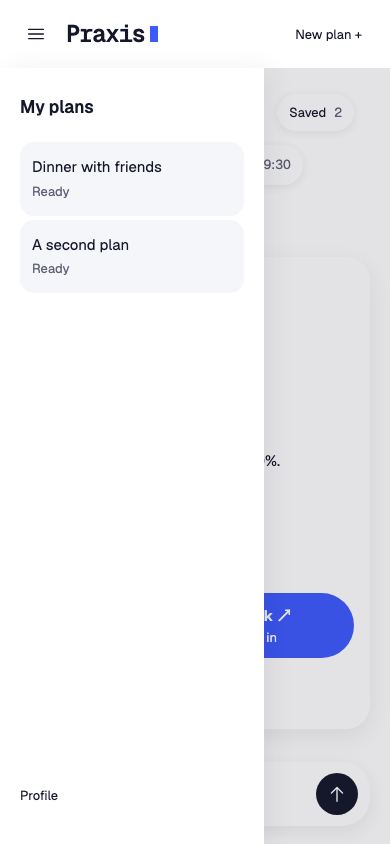 Praxis
New plan +
My plans
Saved 2
Dinner with friends
Ready
9:30
A second plan
Ready
%.
k ↗
in
Profile